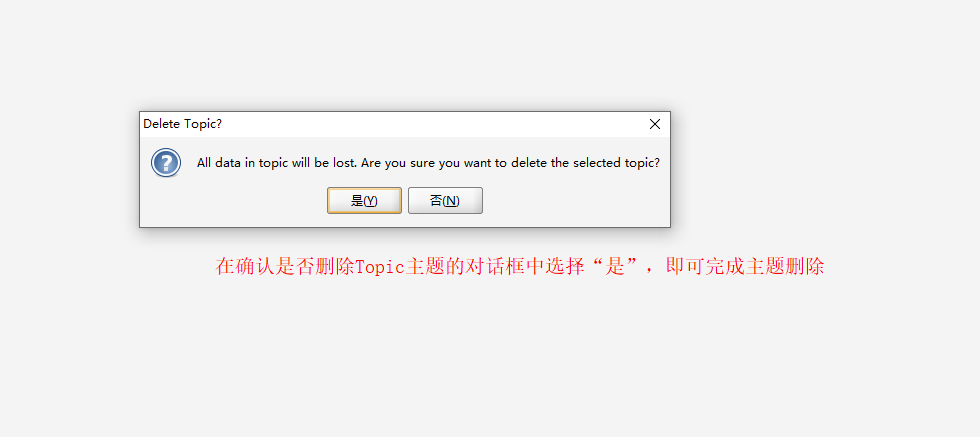 Delete Topic?
All data in topic will be lost. Are you sure you want to delete the selected topic?
是(Y) 否(N)
在确认是否删除Topic主题的对话框中选择“是”，即可完成主题删除